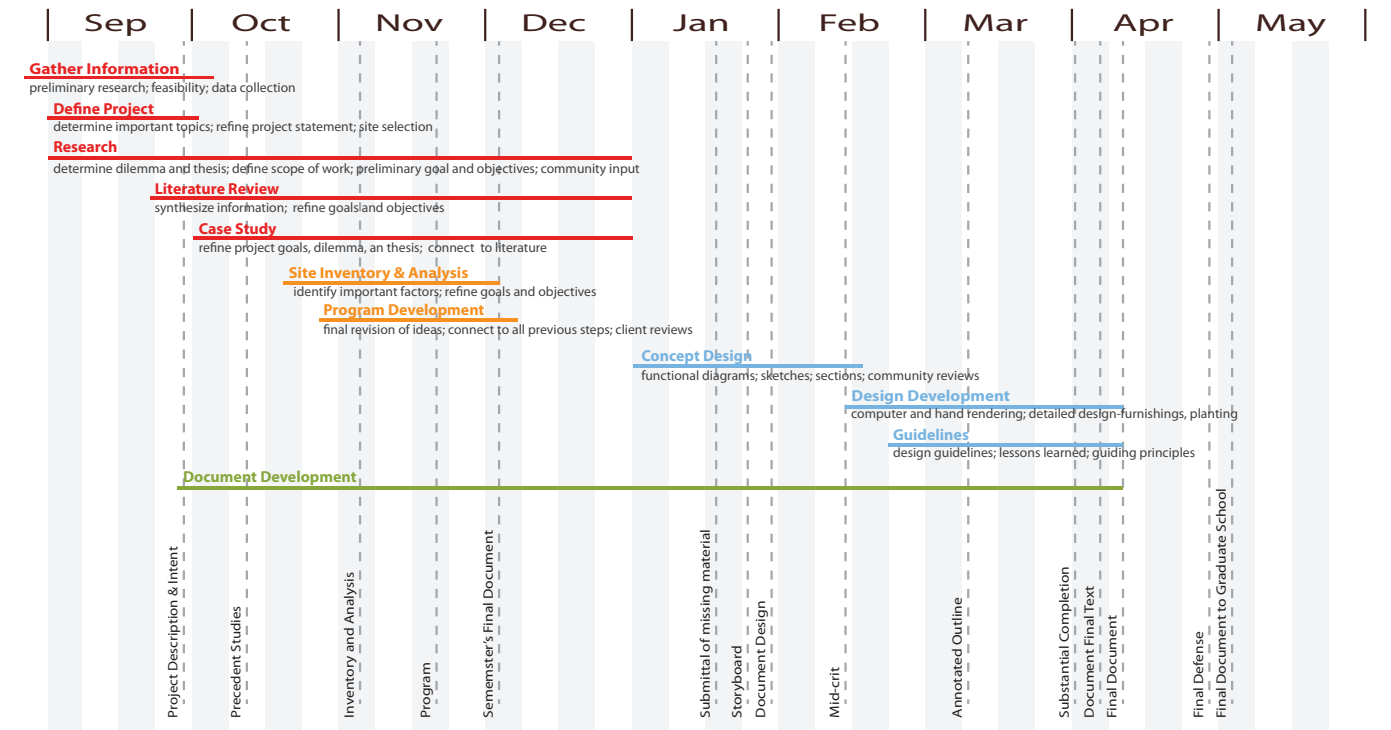 Sep Oct Nov Dec Jan Feb Mar Apr May
Gather Information
preliminary research; feasibility; data collection
Define Project
determine important topics; refine project statement; site selection
Research
determine dilemma and thesis; define scope of work; preliminary goal and objectives; community input
Literature Review
synthesize information; refine goals and objectives
Case Study
refine project goals, dilemma, an thesis; connect to literature
Site Inventory & Analysis
identify important factors; refine goals and objectives
Program Development
final revision of ideas; connect to all previous steps; client reviews
Concept Design
functional diagrams; sketches; sections; community reviews
Design Development
computer and hand rendering; detailed design-furnishings, planting
Guidelines
design guidelines; lessons learned; guiding principles
Document Development
Project Description & Intent
Precedent Studies
Inventory and Analysis
Program
Sememster's Final Document
Submittal of missing material
Storyboard
Document Design
Mid-crit
Annotated Outline
Substantial Completion
Document Final Text
Final Document
Final Defense
Final Document to Graduate School